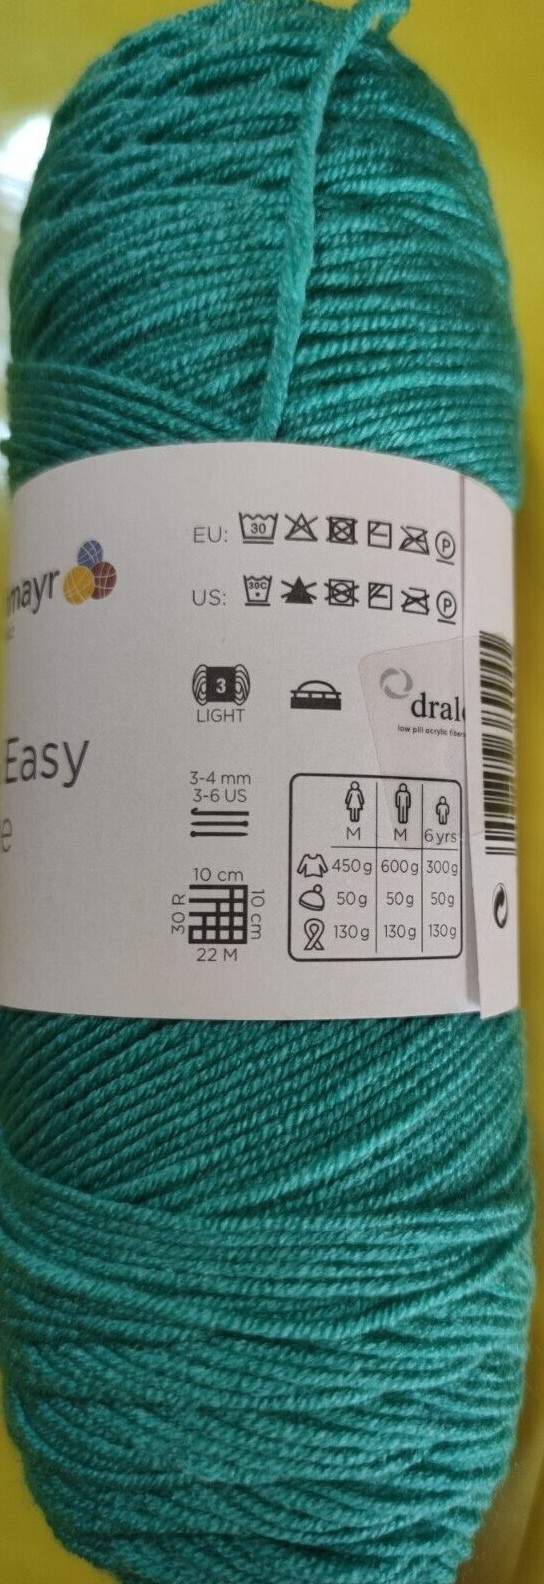 EU: 30 P
mayr
US: 30C P
3
LIGHT
dral
low pill acrylic fibers
Easy
e
3-4 mm
3-6 US
M M 6 yrs
450g 600g 300g
50g 50g 50g
130g 130g 130g
10 cm
30 R
10 cm
22 M